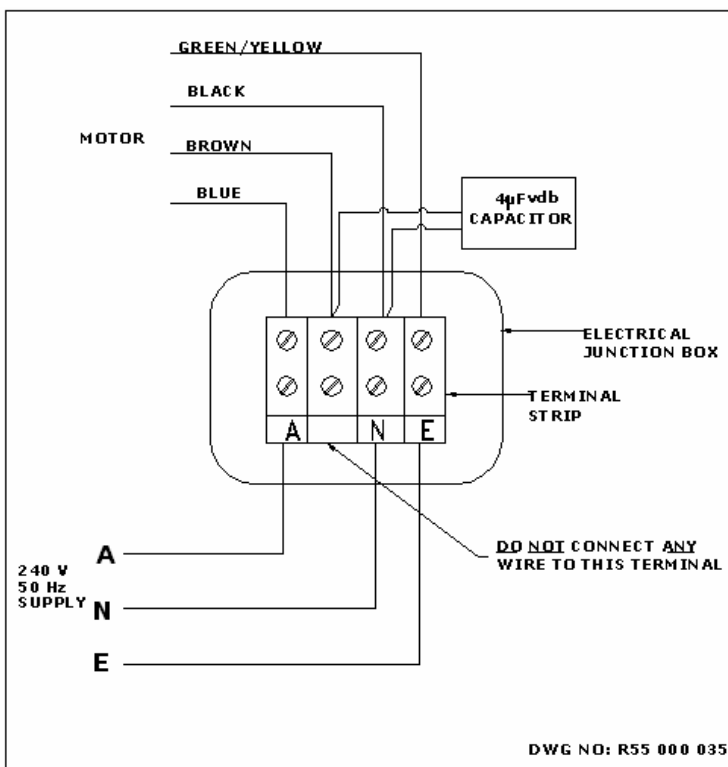 GREEN/YELLOW
BLACK
MOTOR
BROWN
BLUE
4µFvdb
CAPACITOR
ELECTRICAL
JUNCTION BOX
TERMINAL
STRIP
A N E
DO NOT CONNECT ANY
WIRE TO THIS TERMINAL
A
240 V
50 Hz
SUPPLY
N
E
DWG NO: R55 000 035